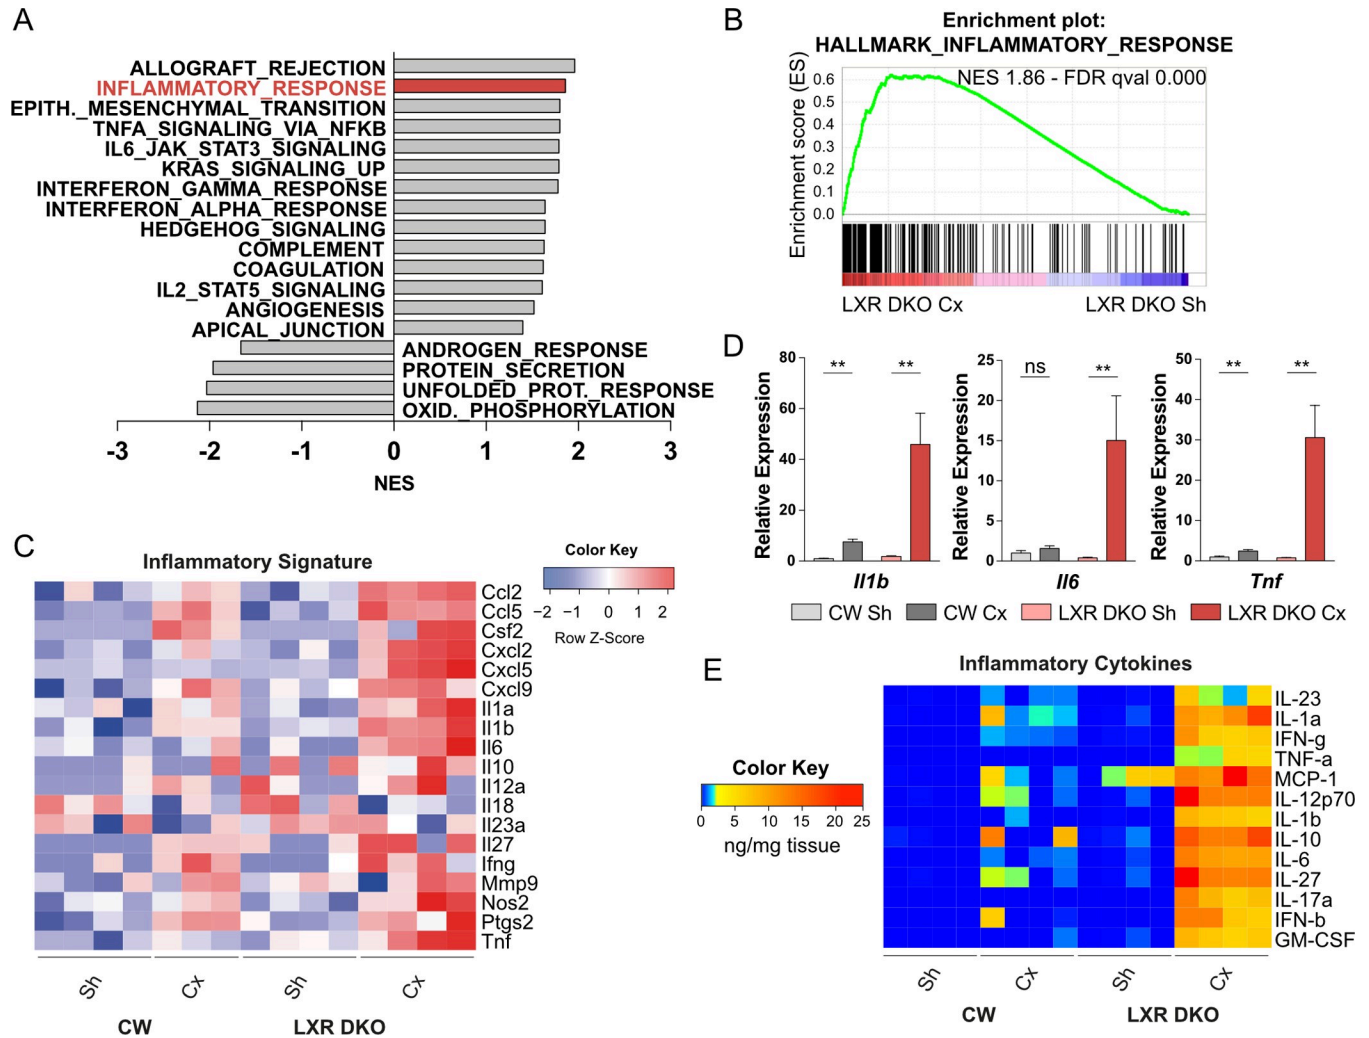 A
ALLOGRAFT_REJECTION
INFLAMMATORY_RESPONSE
EPITH._MESENCHYMAL_TRANSITION
TNFA_SIGNALING_VIA_NFKB
IL6_JAK_STAT3_SIGNALING
KRAS_SIGNALING_UP
INTERFERON_GAMMA_RESPONSE
INTERFERON_ALPHA_RESPONSE
HEDGEHOG_SIGNALING
COMPLEMENT
COAGULATION
IL2_STAT5_SIGNALING
ANGIOGENESIS
APICAL_JUNCTION
ANDROGEN_RESPONSE
PROTEIN_SECRETION
UNFOLDED_PROT._RESPONSE
OXID._PHOSPHORYLATION
-3 -2 -1 0 1 2 3
NES
B
Enrichment plot:
HALLMARK_INFLAMMATORY_RESPONSE
NES 1.86 - FDR qval 0.000
Enrichment score (ES)
0.6
0.5
0.4
0.3
0.2
0.1
0.0
LXR DKO Cx LXR DKO Sh
C
Inflammatory Signature
Color Key
−2 −1 0 1 2
Row Z-Score
Ccl2
Ccl5
Csf2
Cxcl2
Cxcl5
Cxcl9
Il1a
Il1b
Il6
Il10
Il12a
Il18
Il23a
Il27
Ifng
Mmp9
Nos2
Ptgs2
Tnf
Sh Cx Sh Cx
CW LXR DKO
D
Relative Expression
80
60
40
20
0
** **
Il1b
Relative Expression
25
20
15
10
5
0
ns **
Il6
Relative Expression
50
40
30
20
10
0
** **
Tnf
CW Sh CW Cx LXR DKO Sh LXR DKO Cx
E
Inflammatory Cytokines
Color Key
0 5 10 15 20 25
ng/mg tissue
IL-23
IL-1a
IFN-g
TNF-a
MCP-1
IL-12p70
IL-1b
IL-10
IL-6
IL-27
IL-17a
IFN-b
GM-CSF
Sh Cx Sh Cx
CW LXR DKO